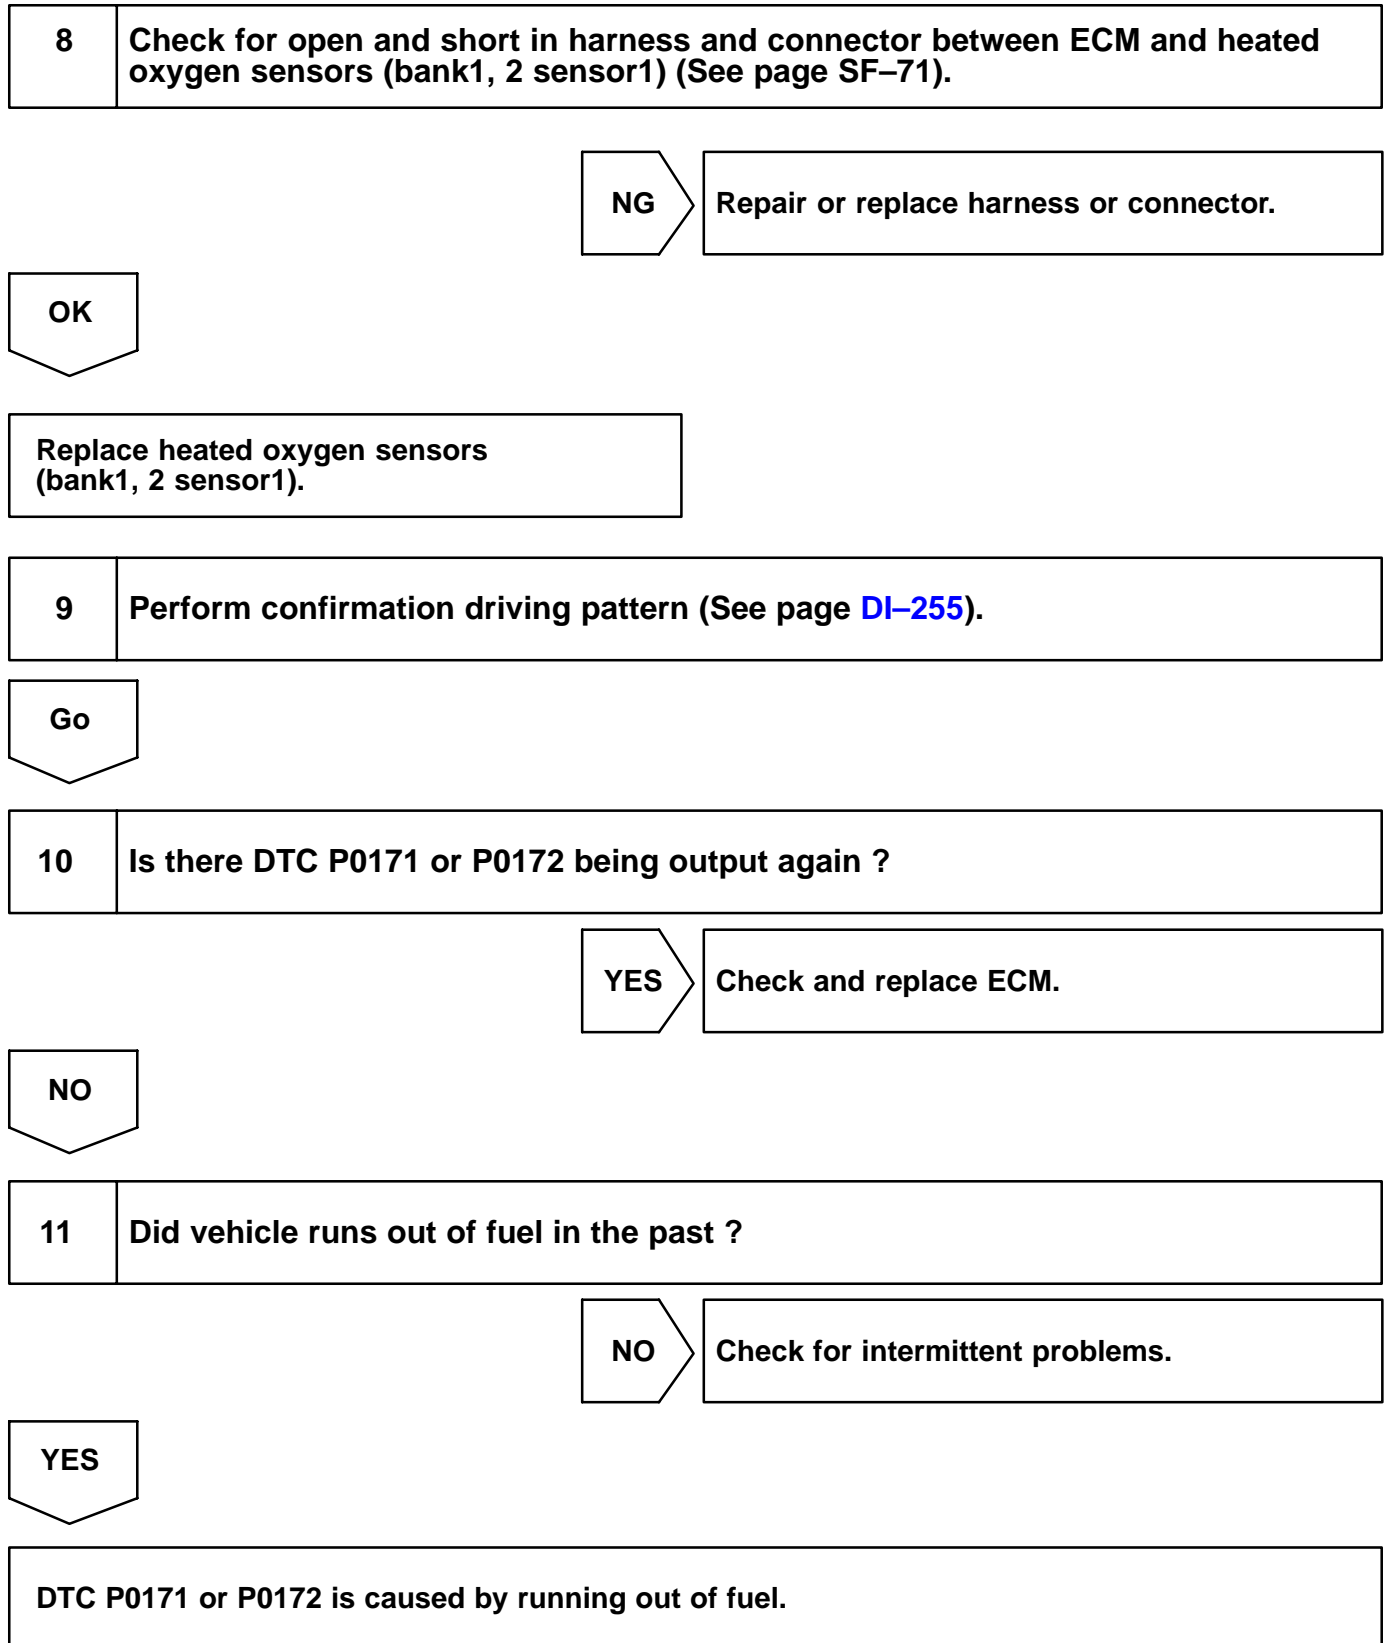 8
Check for open and short in harness and connector between ECM and heated
oxygen sensors (bank1, 2 sensor1) (See page SF–71).
NG
Repair or replace harness or connector.
OK
Replace heated oxygen sensors
(bank1, 2 sensor1).
9
Perform confirmation driving pattern (See page DI–255).
Go
10
Is there DTC P0171 or P0172 being output again ?
YES
Check and replace ECM.
NO
11
Did vehicle runs out of fuel in the past ?
NO
Check for intermittent problems.
YES
DTC P0171 or P0172 is caused by running out of fuel.